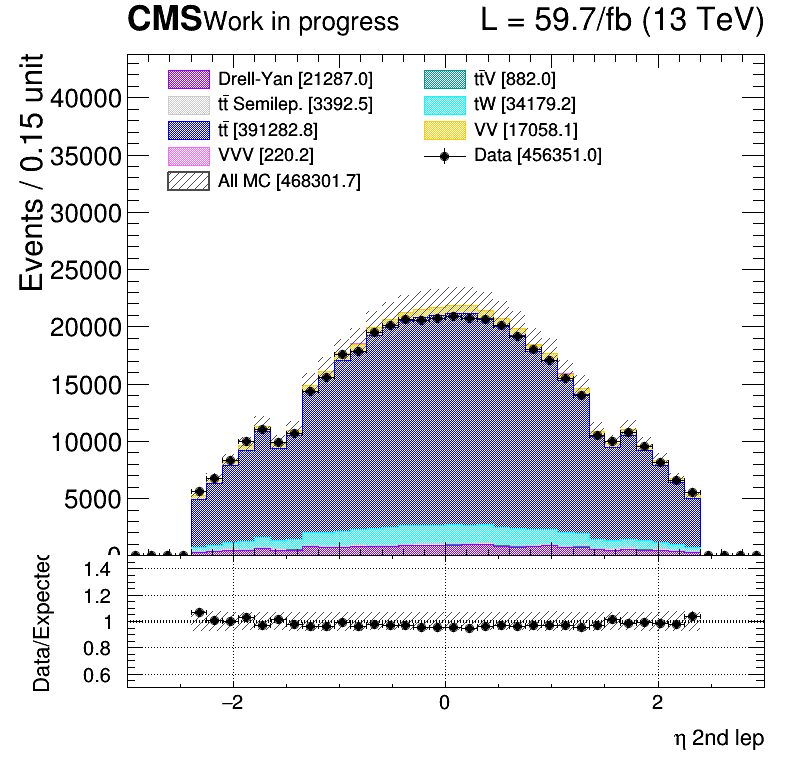 CMS Work in progress L = 59.7/fb (13 TeV)
Events / 0.15 unit
40000
35000
30000
25000
20000
15000
10000
5000
0
Drell-Yan [21287.0]
tt̄V [882.0]
tt̄ Semilep. [3392.5]
tW [34179.2]
tt̄ [391282.8]
VV [17058.1]
VVV [220.2]
Data [456351.0]
All MC [468301.7]
Data/Expected
1.4
1.2
1
0.8
0.6
−2 0 2
η 2nd lep